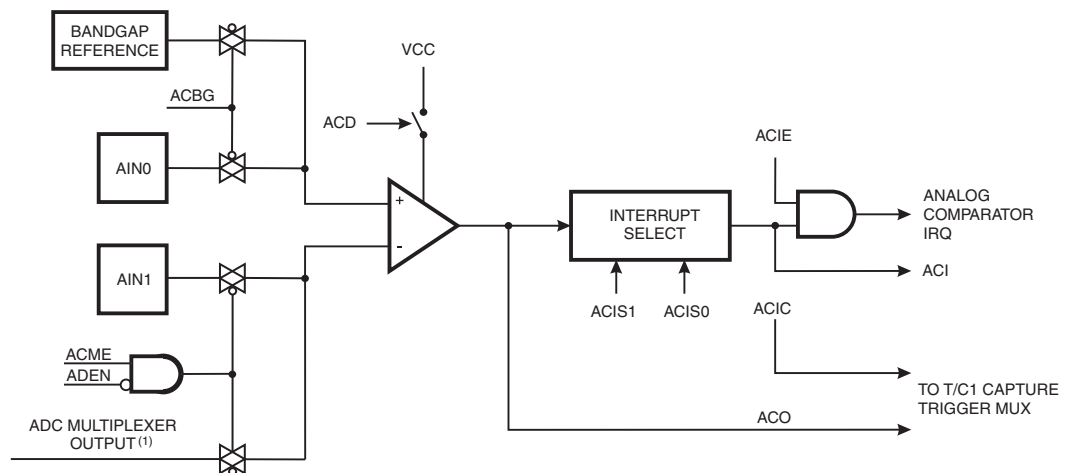 BANDGAP
REFERENCE
VCC
ACBG
ACD
ACIE
AIN0
+
ANALOG
COMPARATOR
IRQ
INTERRUPT
SELECT
-
AIN1
ACI
ACIS1
ACIS0
ACIC
ACME
ADEN
TO T/C1 CAPTURE
TRIGGER MUX
ACO
ADC MULTIPLEXER
OUTPUT (1)